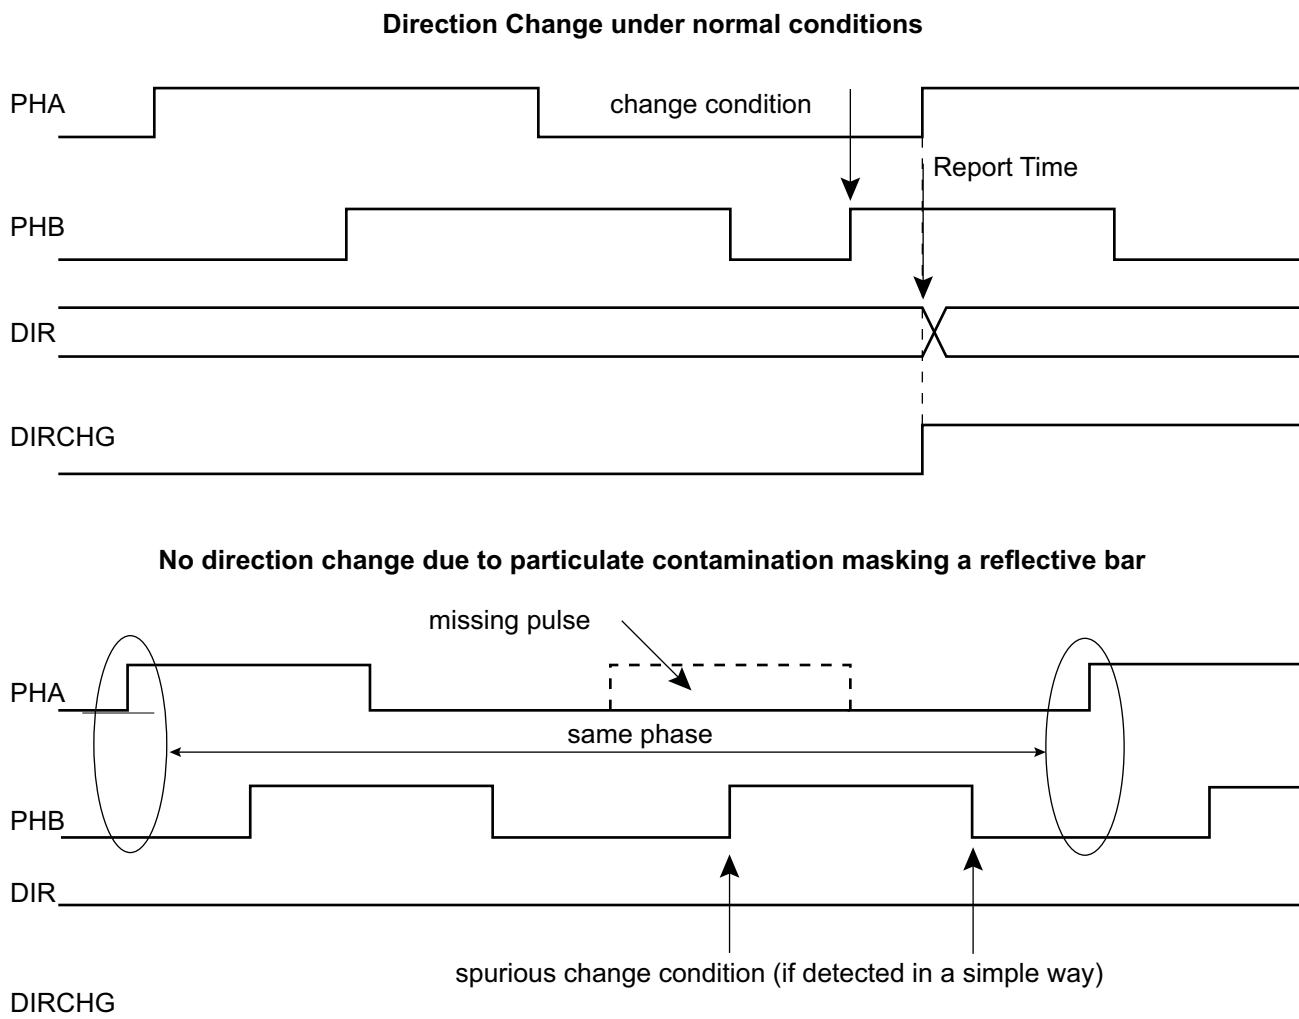 Direction Change under normal conditions
PHA
change condition
Report Time
PHB
DIR
DIRCHG
No direction change due to particulate contamination masking a reflective bar
missing pulse
PHA
same phase
PHB
DIR
spurious change condition (if detected in a simple way)
DIRCHG